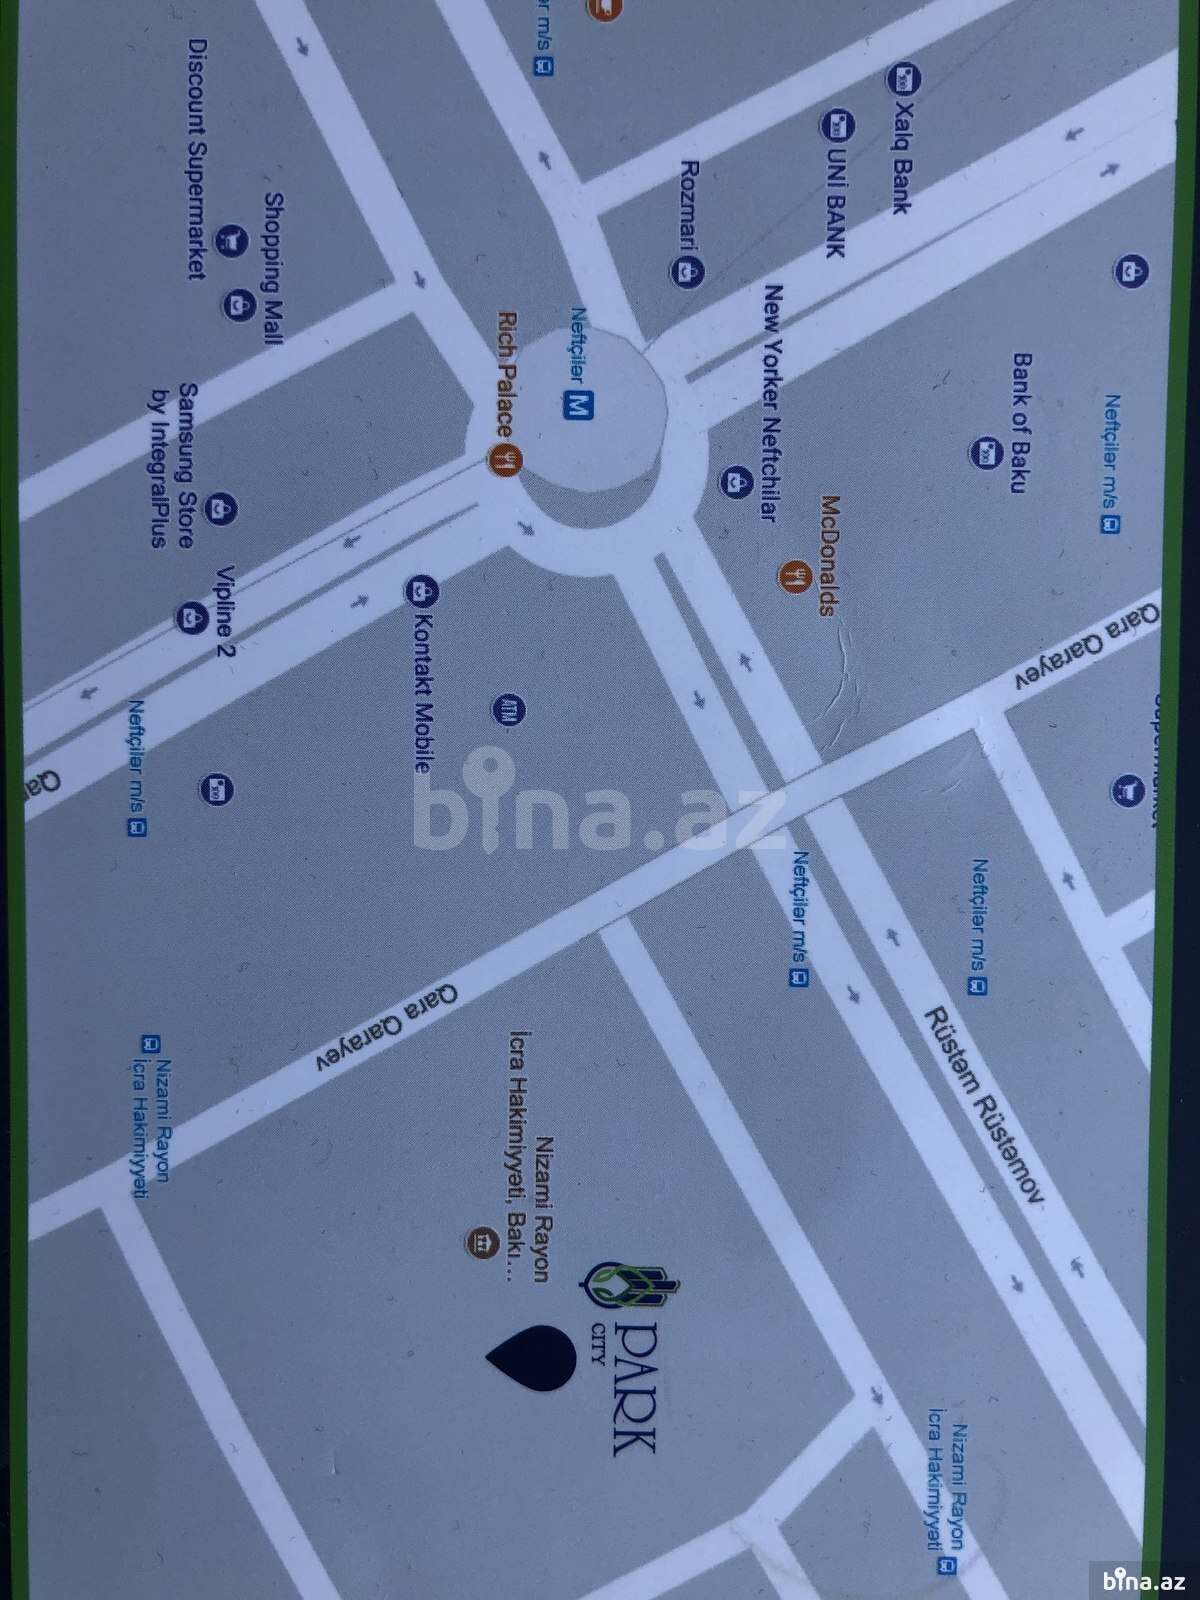 Xalq Bank
UNİ BANK
Rozmari
New Yorker Neftchilar
McDonalds
Bank of Baku
Neftçilər m/s
ər m/s
Neftçilər
M
Rich Palace
Discount Supermarket
Shopping Mall
Samsung Store
by IntegralPlus
Vipline 2
Kontakt Mobile
ATM
Qara Qarayev
Neftçilər m/s
Neftçilər m/s
Rüstəm Rüstəmov
Neftçilər m/s
Qara Qarayev
Nizami Rayon
İcra Hakimiyyəti
Nizami Rayon
İcra Hakimiyyəti, Bakı...
PARK
CITY
Nizami Rayon
İcra Hakimiyyəti
bina.az
bina.az